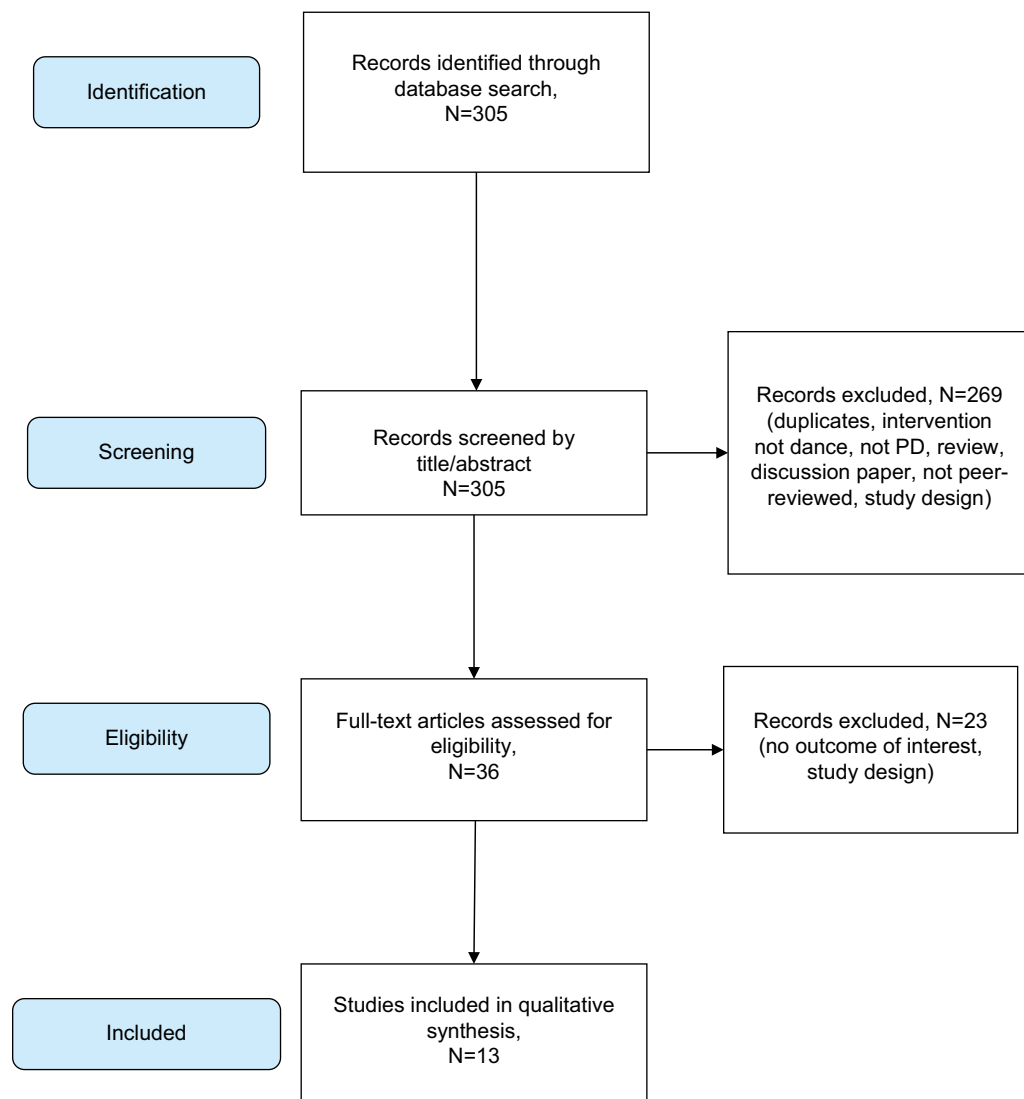 Identification
Records identified through
database search,
N=305
Screening
Records screened by
title/abstract
N=305
Records excluded, N=269
(duplicates, intervention
not dance, not PD, review,
discussion paper, not peer-
reviewed, study design)
Eligibility
Full-text articles assessed for
eligibility,
N=36
Records excluded, N=23
(no outcome of interest,
study design)
Included
Studies included in qualitative
synthesis,
N=13